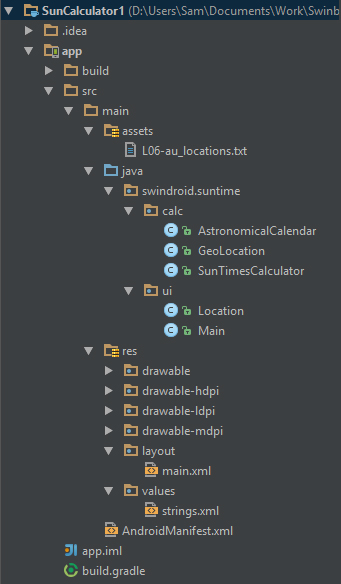 SunCalculator1 (D:\Users\Sam\Documents\Work\Swinb
.idea
app
build
src
main
assets
L06-au_locations.txt
java
swindroid.suntime
calc
C AstronomicalCalendar
C GeoLocation
C SunTimesCalculator
ui
C Location
C Main
res
drawable
drawable-hdpi
drawable-ldpi
drawable-mdpi
layout
main.xml
values
strings.xml
AndroidManifest.xml
app.iml
build.gradle